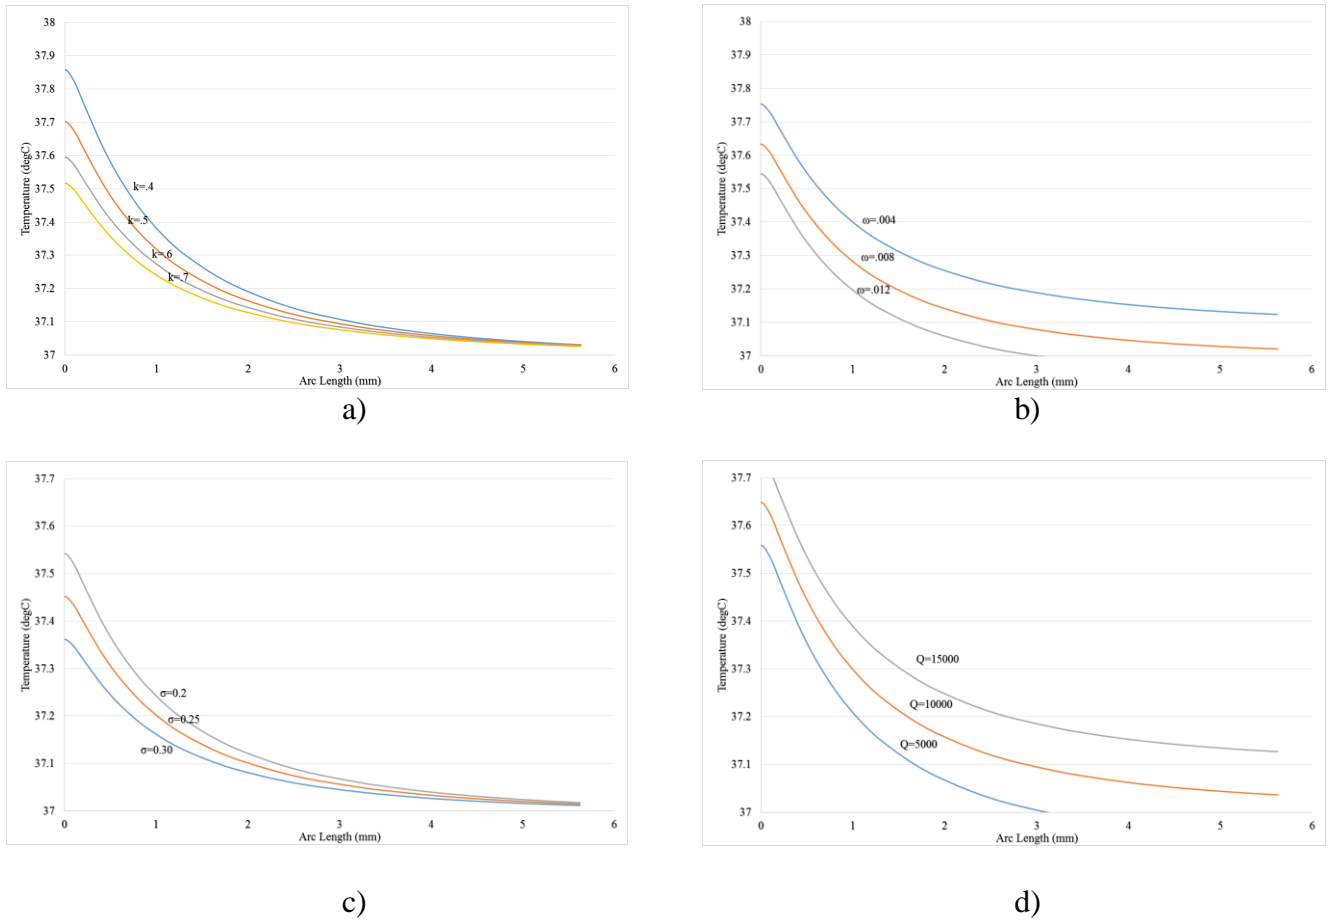 38
37.9
37.8
37.7
37.6
37.5
37.4
37.3
37.2
37.1
37
0 1 2 3 4 5 6
Temperature (degC)
Arc Length (mm)
k=.4
k=.5
k=.6
k=.7
a)
38
37.9
37.8
37.7
37.6
37.5
37.4
37.3
37.2
37.1
37
0 1 2 3 4 5 6
Temperature (degC)
Arc Length (mm)
ω=.004
ω=.008
ω=.012
b)
37.7
37.6
37.5
37.4
37.3
37.2
37.1
37
0 1 2 3 4 5 6
Temperature (degC)
Arc Length (mm)
σ=0.2
σ=0.25
σ=0.30
c)
37.7
37.6
37.5
37.4
37.3
37.2
37.1
37
0 1 2 3 4 5 6
Temperature (degC)
Arc Length (mm)
Q=15000
Q=10000
Q=5000
d)